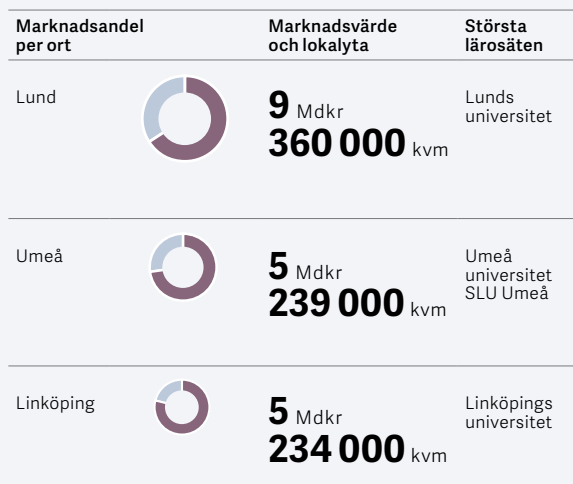 Marknadsandel
per ort
Marknadsvärde
och lokalyta
Största
lärosäten
Lund
9 Mdkr
360 000 kvm
Lunds
universitet
Umeå
5 Mdkr
239 000 kvm
Umeå
universitet
SLU Umeå
Linköping
5 Mdkr
234 000 kvm
Linköpings
universitet